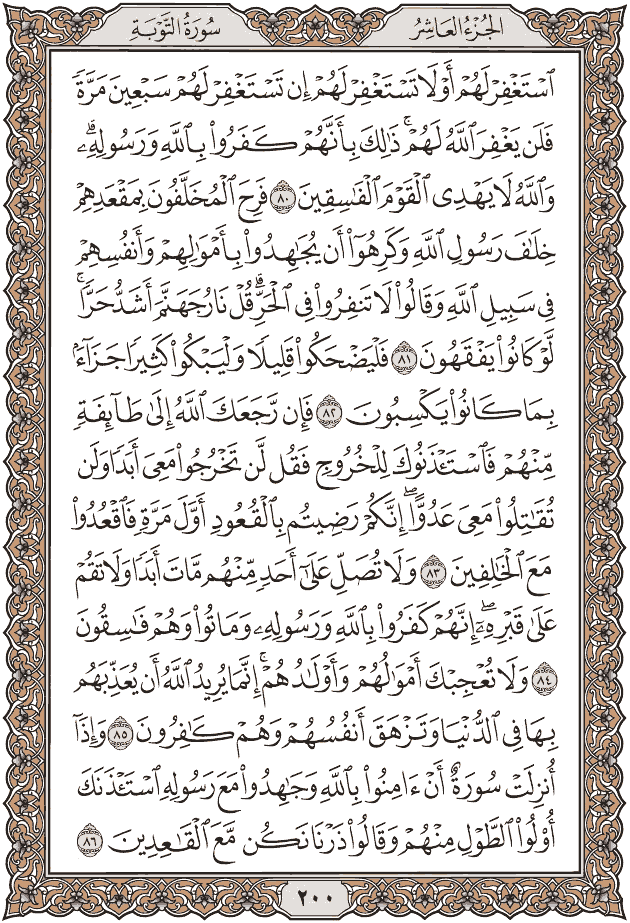 الجُزْءُ العَاشِرُ
سُورَةُ التَّوْبَةِ
ٱسْتَغْفِرْ لَهُمْ أَوْ لَا تَسْتَغْفِرْ لَهُمْ إِن تَسْتَغْفِرْ لَهُمْ سَبْعِينَ مَرَّةً
فَلَن يَغْفِرَ ٱللَّهُ لَهُمْۚ ذَٰلِكَ بِأَنَّهُمْ كَفَرُوا۟ بِٱللَّهِ وَرَسُولِهِۦۗ
وَٱللَّهُ لَا يَهْدِى ٱلْقَوْمَ ٱلْفَـٰسِقِينَ ٨٠ فَرِحَ ٱلْمُخَلَّفُونَ بِمَقْعَدِهِمْ
خِلَـٰفَ رَسُولِ ٱللَّهِ وَكَرِهُوٓا۟ أَن يُجَـٰهِدُوا۟ بِأَمْوَٰلِهِمْ وَأَنفُسِهِمْ
فِى سَبِيلِ ٱللَّهِ وَقَالُوا۟ لَا تَنفِرُوا۟ فِى ٱلْحَرِّۗ قُلْ نَارُ جَهَنَّمَ أَشَدُّ حَرًّاۚ
لَّوْ كَانُوا۟ يَفْقَهُونَ ٨١ فَلْيَضْحَكُوا۟ قَلِيلًا وَلْيَبْكُوا۟ كَثِيرًا جَزَآءًۢ
بِمَا كَانُوا۟ يَكْسِبُونَ ٨٢ فَإِن رَّجَعَكَ ٱللَّهُ إِلَىٰ طَآئِفَةٍ
مِّنْهُمْ فَٱسْتَـْٔذَنُوكَ لِلْخُرُوجِ فَقُل لَّن تَخْرُجُوا۟ مَعِىَ أَبَدًا وَلَن
تُقَـٰتِلُوا۟ مَعِىَ عَدُوًّاۖ إِنَّكُمْ رَضِيتُم بِٱلْقُعُودِ أَوَّلَ مَرَّةٍ فَٱقْعُدُوا۟
مَعَ ٱلْخَـٰلِفِينَ ٨٣ وَلَا تُصَلِّ عَلَىٰٓ أَحَدٍ مِّنْهُم مَّاتَ أَبَدًا وَلَا تَقُمْ
عَلَىٰ قَبْرِهِۦٓۖ إِنَّهُمْ كَفَرُوا۟ بِٱللَّهِ وَرَسُولِهِۦ وَمَاتُوا۟ وَهُمْ فَـٰسِقُونَ
٨٤ وَلَا تُعْجِبْكَ أَمْوَٰلُهُمْ وَأَوْلَـٰدُهُمْۚ إِنَّمَا يُرِيدُ ٱللَّهُ أَن يُعَذِّبَهُم
بِهَا فِى ٱلدُّنْيَا وَتَزْهَقَ أَنفُسُهُمْ وَهُمْ كَـٰفِرُونَ ٨٥ وَإِذَآ
أُنزِلَتْ سُورَةٌ أَنْ ءَامِنُوا۟ بِٱللَّهِ وَجَـٰهِدُوا۟ مَعَ رَسُولِهِ ٱسْتَـْٔذَنَكَ
أُو۟لُوا۟ ٱلطَّوْلِ مِنْهُمْ وَقَالُوا۟ ذَرْنَا نَكُن مَّعَ ٱلْقَـٰعِدِينَ ٨٦
٢٠٠